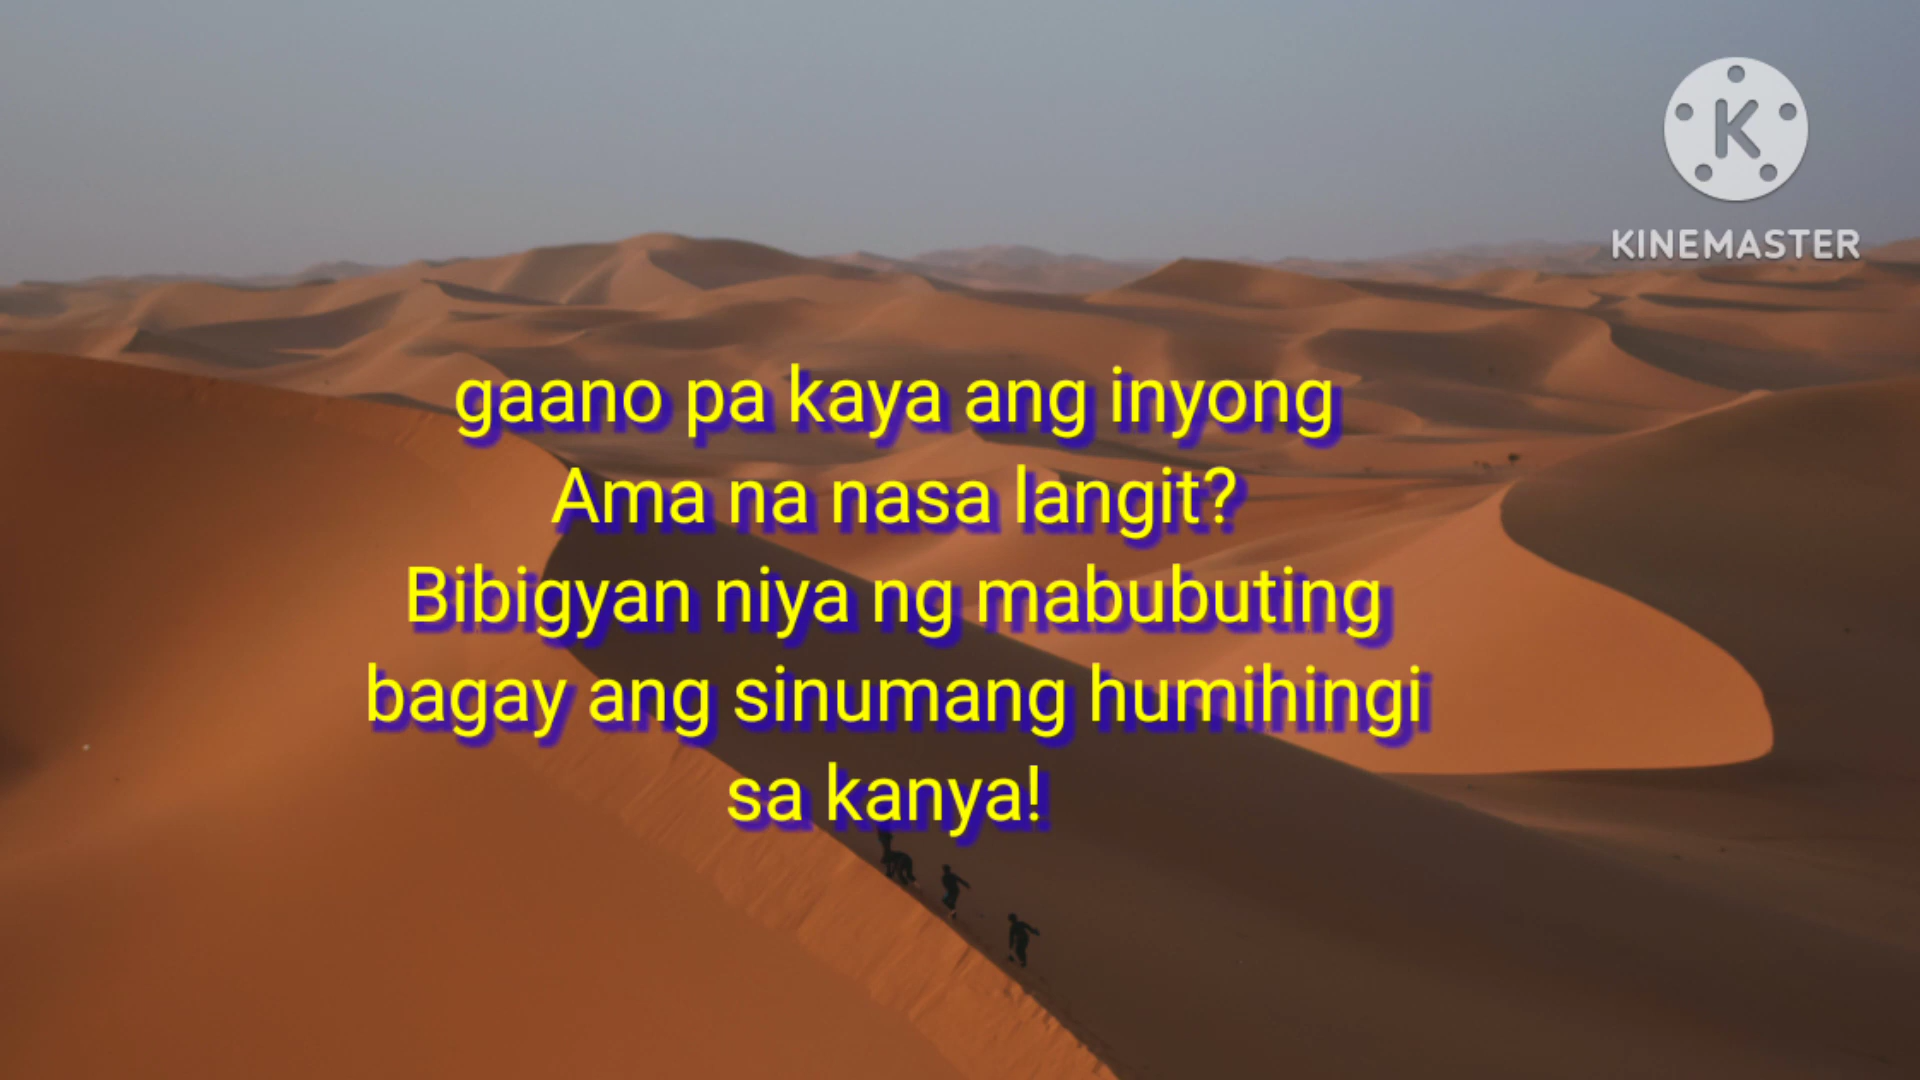 KINEMASTER
gaano pa kaya ang inyong
Ama na nasa langit?
Bibigyan niya ng mabubuting
bagay ang sinumang humihingi
sa kanya!